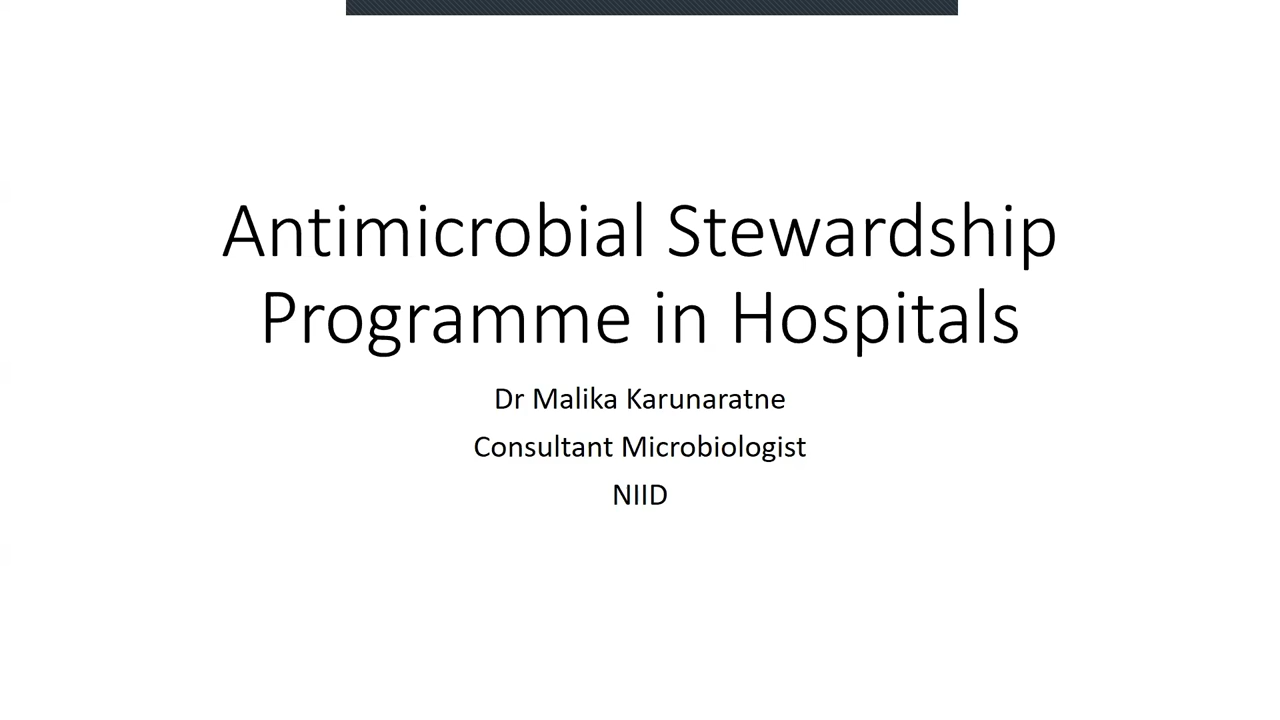 Antimicrobial Stewardship
Programme in Hospitals
Dr Malika Karunaratne
Consultant Microbiologist
NIID